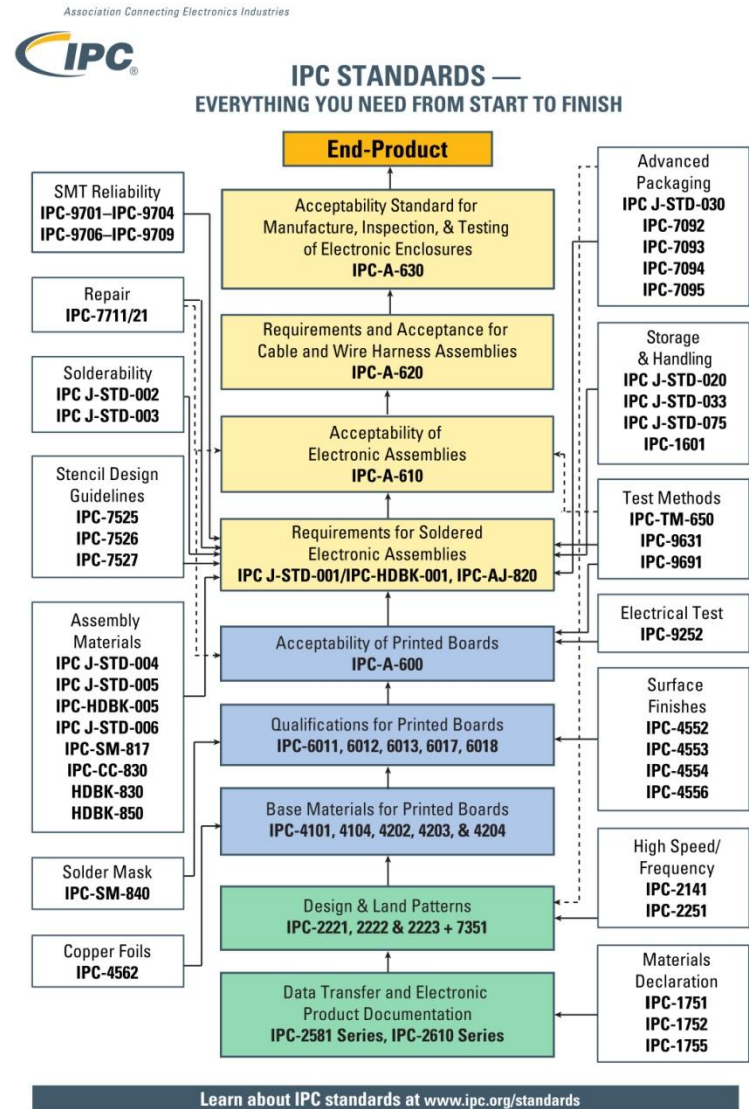 Association Connecting Electronics Industries
IPC®
IPC STANDARDS —
EVERYTHING YOU NEED FROM START TO FINISH
End-Product
Acceptability Standard for
Manufacture, Inspection, & Testing
of Electronic Enclosures
IPC-A-630
Requirements and Acceptance for
Cable and Wire Harness Assemblies
IPC-A-620
Acceptability of
Electronic Assemblies
IPC-A-610
Requirements for Soldered
Electronic Assemblies
IPC J-STD-001/IPC-HDBK-001, IPC-AJ-820
Acceptability of Printed Boards
IPC-A-600
Qualifications for Printed Boards
IPC-6011, 6012, 6013, 6017, 6018
Base Materials for Printed Boards
IPC-4101, 4104, 4202, 4203, & 4204
Design & Land Patterns
IPC-2221, 2222 & 2223 + 7351
Data Transfer and Electronic
Product Documentation
IPC-2581 Series, IPC-2610 Series
SMT Reliability
IPC-9701–IPC-9704
IPC-9706–IPC-9709
Repair
IPC-7711/21
Solderability
IPC J-STD-002
IPC J-STD-003
Stencil Design
Guidelines
IPC-7525
IPC-7526
IPC-7527
Assembly
Materials
IPC J-STD-004
IPC J-STD-005
IPC-HDBK-005
IPC J-STD-006
IPC-SM-817
IPC-CC-830
HDBK-830
HDBK-850
Solder Mask
IPC-SM-840
Copper Foils
IPC-4562
Advanced
Packaging
IPC J-STD-030
IPC-7092
IPC-7093
IPC-7094
IPC-7095
Storage
& Handling
IPC J-STD-020
IPC J-STD-033
IPC J-STD-075
IPC-1601
Test Methods
IPC-TM-650
IPC-9631
IPC-9691
Electrical Test
IPC-9252
Surface
Finishes
IPC-4552
IPC-4553
IPC-4554
IPC-4556
High Speed/
Frequency
IPC-2141
IPC-2251
Materials
Declaration
IPC-1751
IPC-1752
IPC-1755
Learn about IPC standards at www.ipc.org/standards